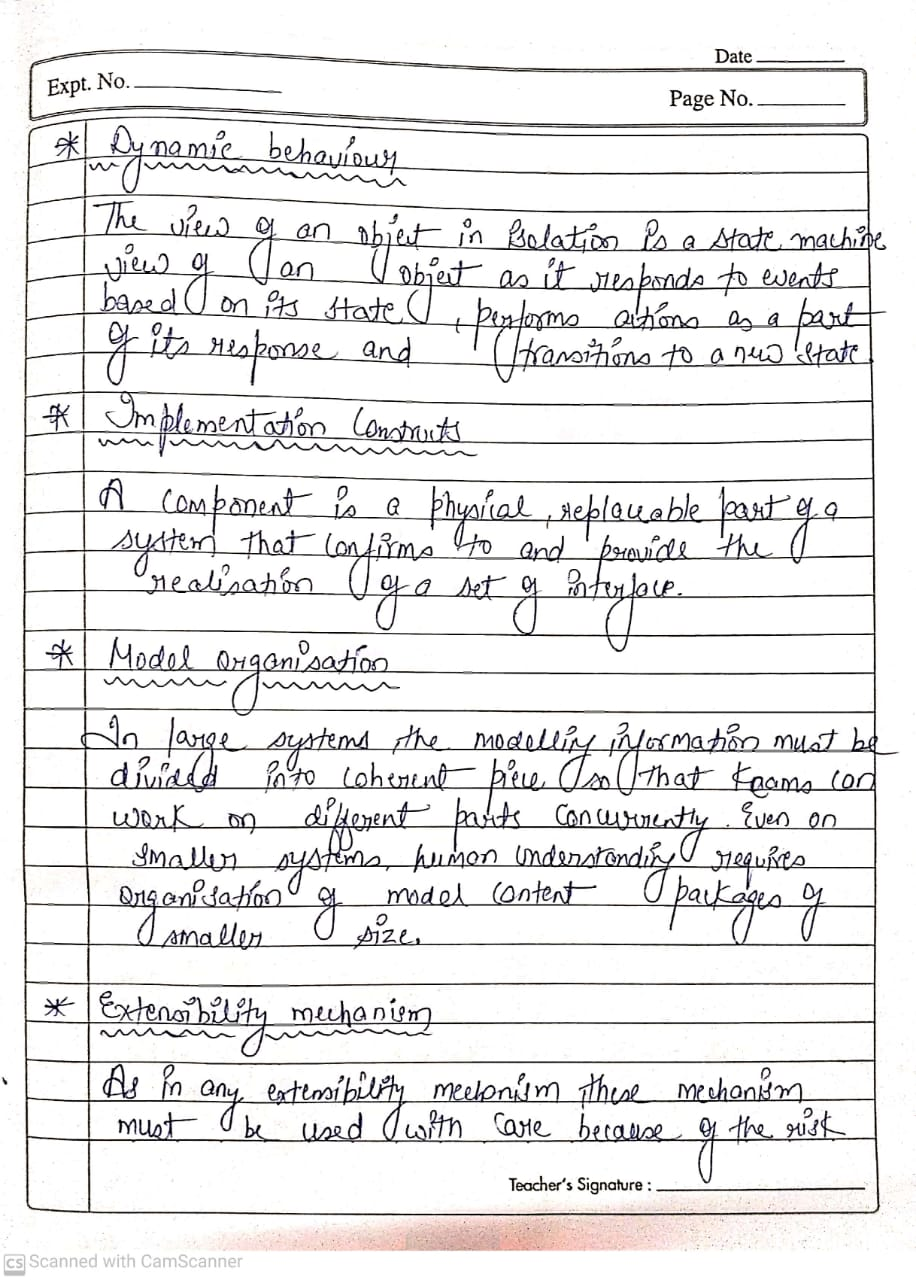 Date
Expt. No.
Page No.
* Dynamic behaviour
The view of an object in isolation is a state machine
view of an object as it responds to events
based on its state, performs actions as a part
of its response and transitions to a new state
* Implementation Constructs
A component is a physical, replaceable part of a
system that confirms to and provide the
realisation of a set of interface.
* Model organisation
In large systems, the modelling information must be
divided into coherent piece so that teams can
work on different parts concurrently. Even on
smaller systems, human understanding requires
organisation of model content packages of
smaller size.
* Extensibility mechanism
As in any extensibility mechonism, these mechanism
must be used with care because of the risk
Teacher's Signature :
CS Scanned with CamScanner